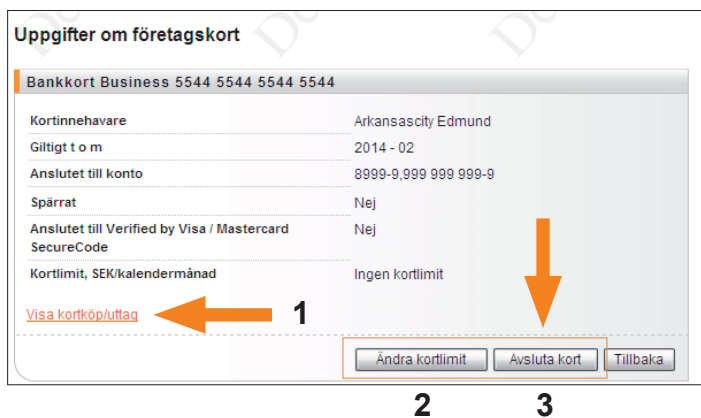 Uppgifter om företagskort
Bankkort Business 5544 5544 5544 5544
Kortinnehavare Arkansascity Edmund
Giltigt t o m 2014 - 02
Anslutet till konto 8999-9,999 999 999-9
Spärrat Nej
Anslutet till Verified by Visa / Mastercard Nej
SecureCode
Kortlimit, SEK/kalendermånad Ingen kortlimit
Visa kortköp/uttag 1
Ändra kortlimit Avsluta kort Tillbaka
2 3